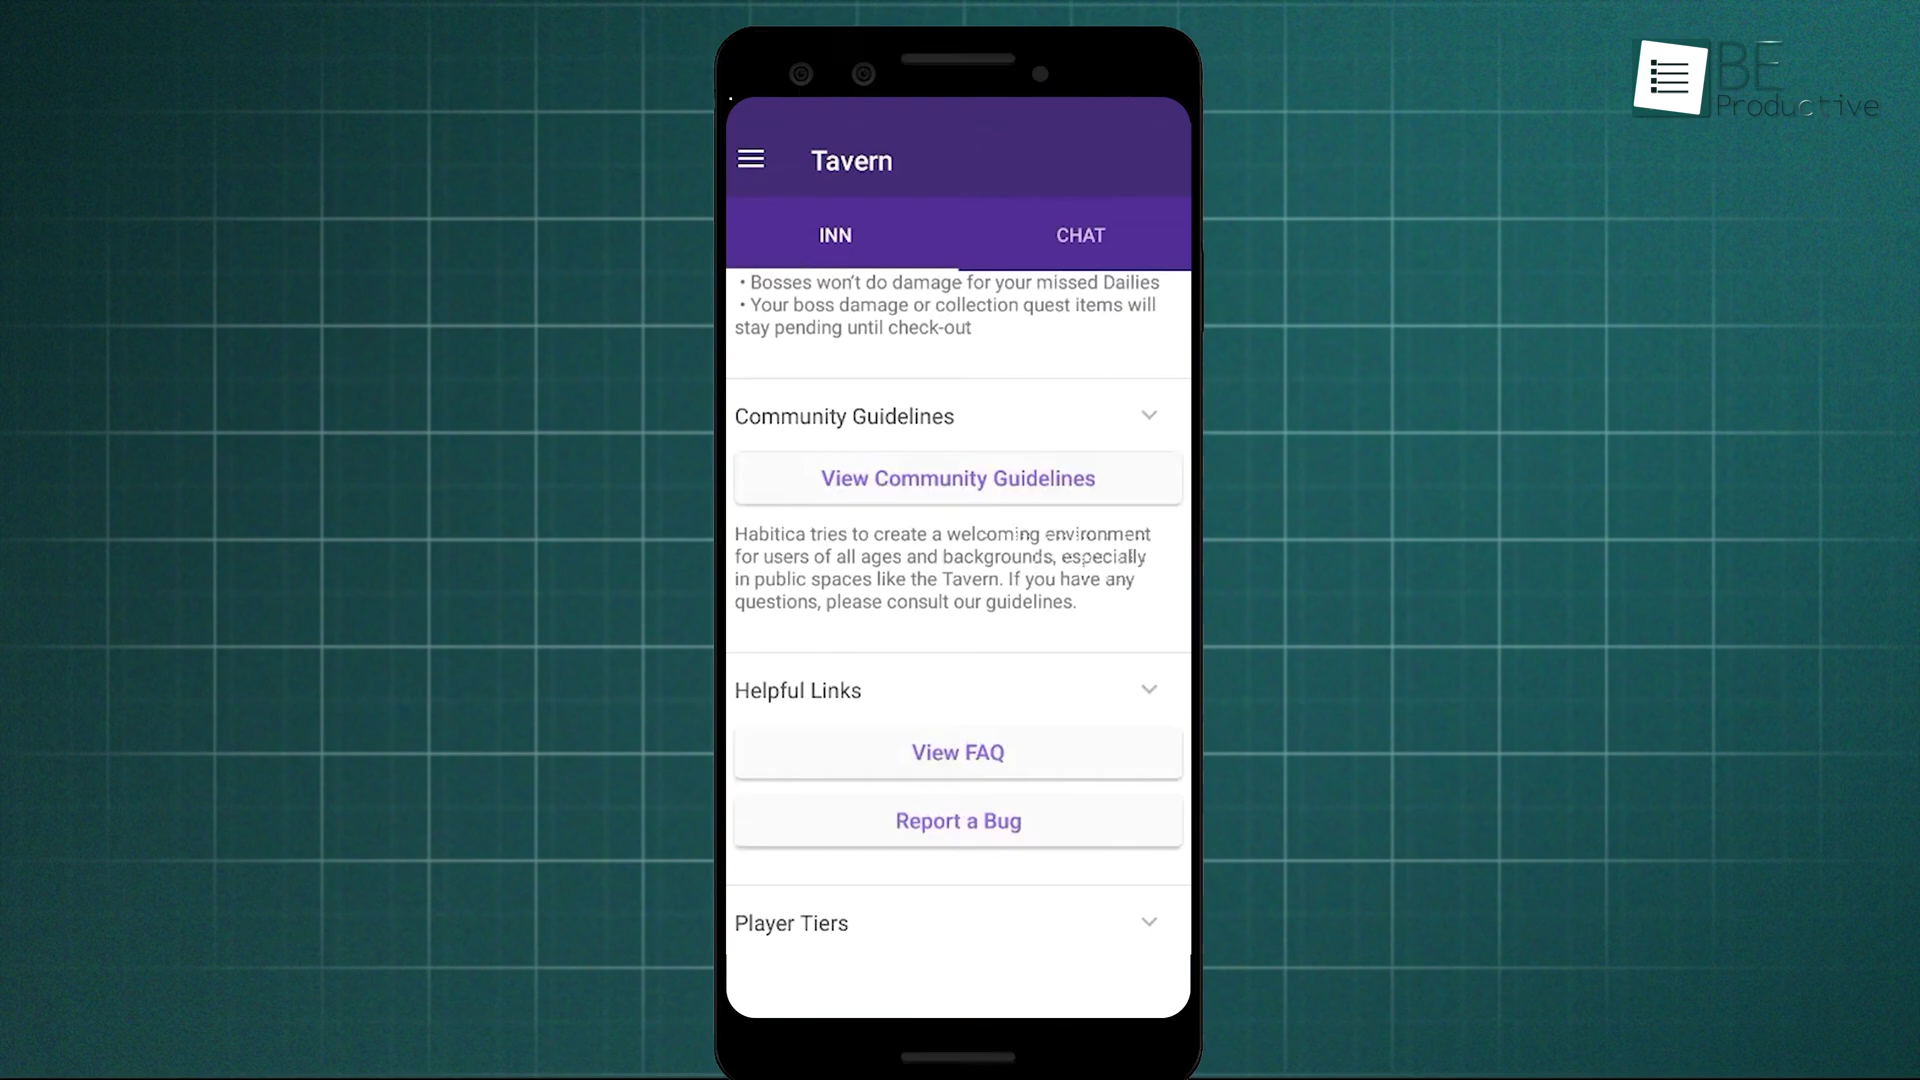 BE
Productive
Tavern
INN
CHAT
• Bosses won't do damage for your missed Dailies
• Your boss damage or collection quest items will
stay pending until check-out
Community Guidelines
View Community Guidelines
Habitica tries to create a welcoming environment
for users of all ages and backgrounds, especially
in public spaces like the Tavern. If you have any
questions, please consult our guidelines.
Helpful Links
View FAQ
Report a Bug
Player Tiers